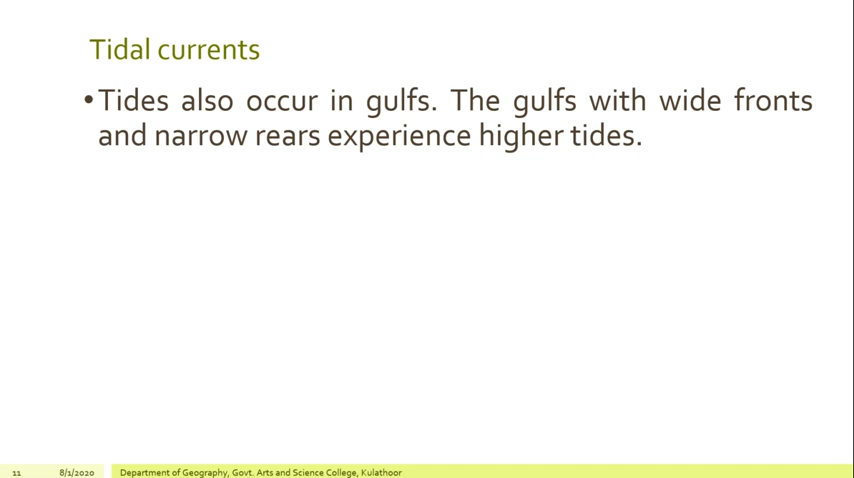 Tidal currents
•Tides also occur in gulfs. The gulfs with wide fronts
and narrow rears experience higher tides.
11 8/1/2020 Department of Geography, Govt. Arts and Science College, Kulathoor